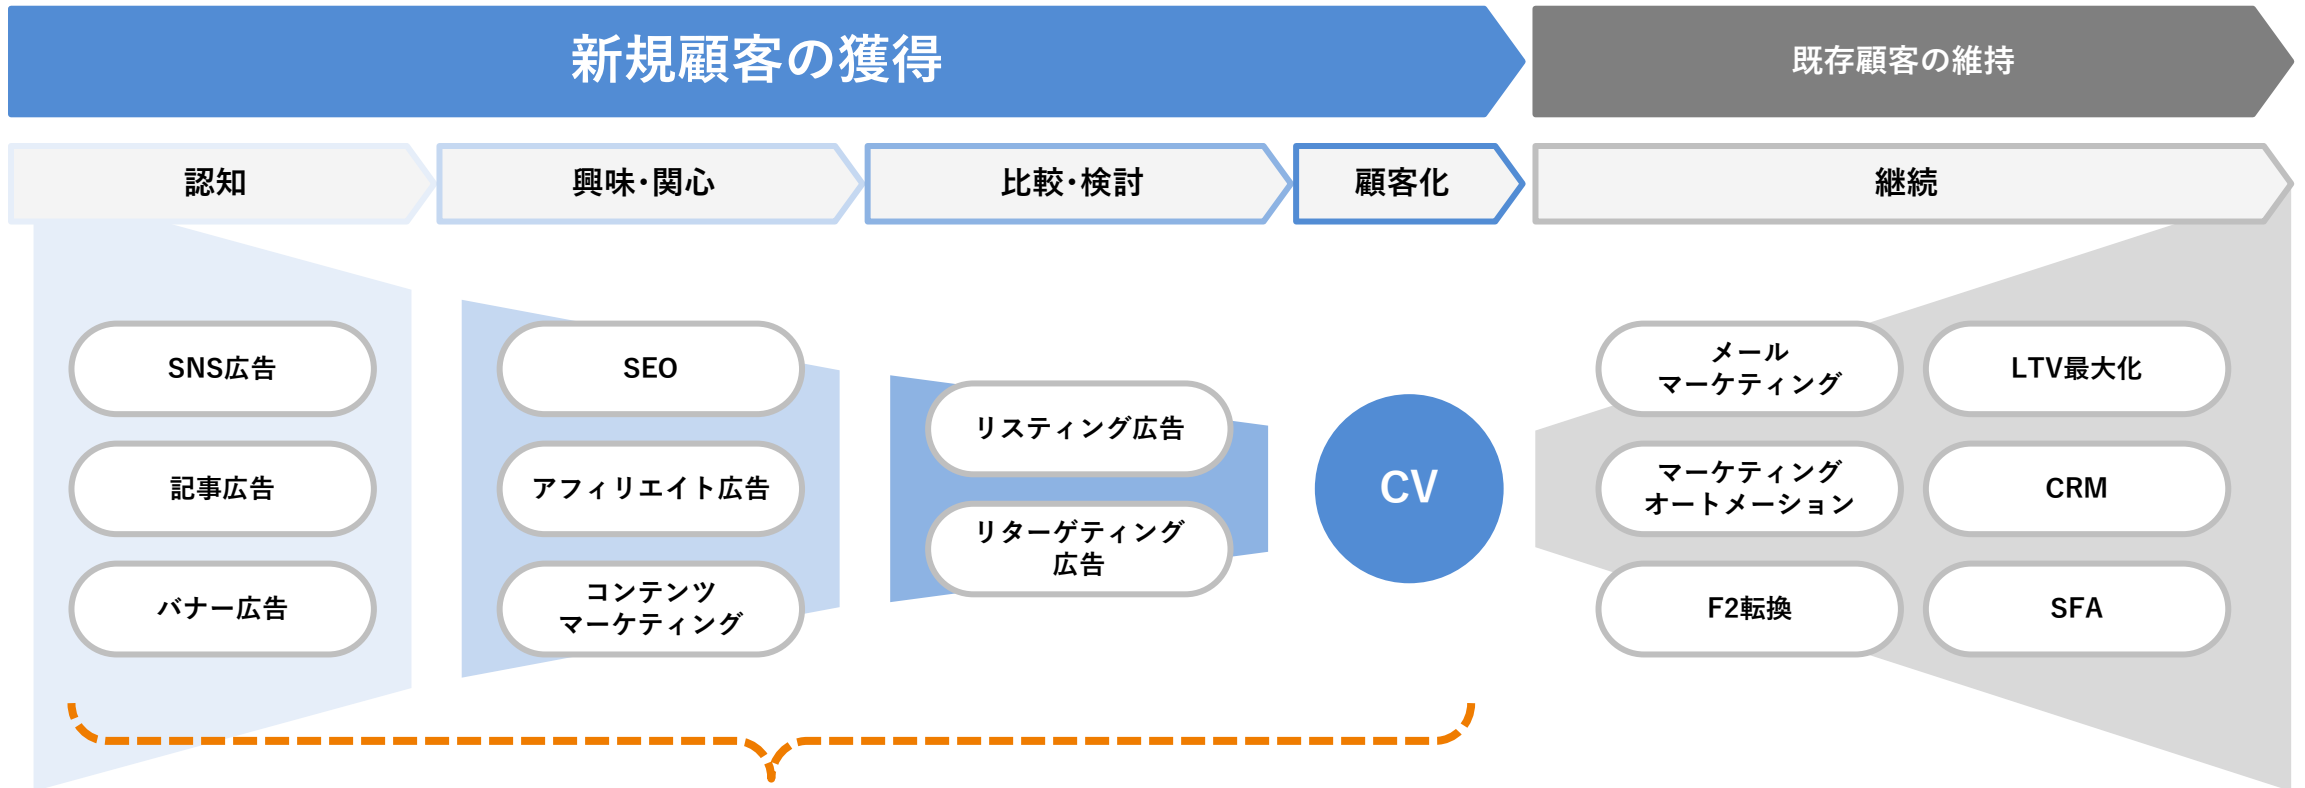 新規顧客の獲得
既存顧客の維持
認知
興味・関心
比較・検討
顧客化
継続
SNS広告
記事広告
バナー広告
SEO
アフィリエイト広告
コンテンツ
マーケティング
リスティング広告
リターゲティング
広告
CV
メール
マーケティング
マーケティング
オートメーション
F2転換
LTV最大化
CRM
SFA